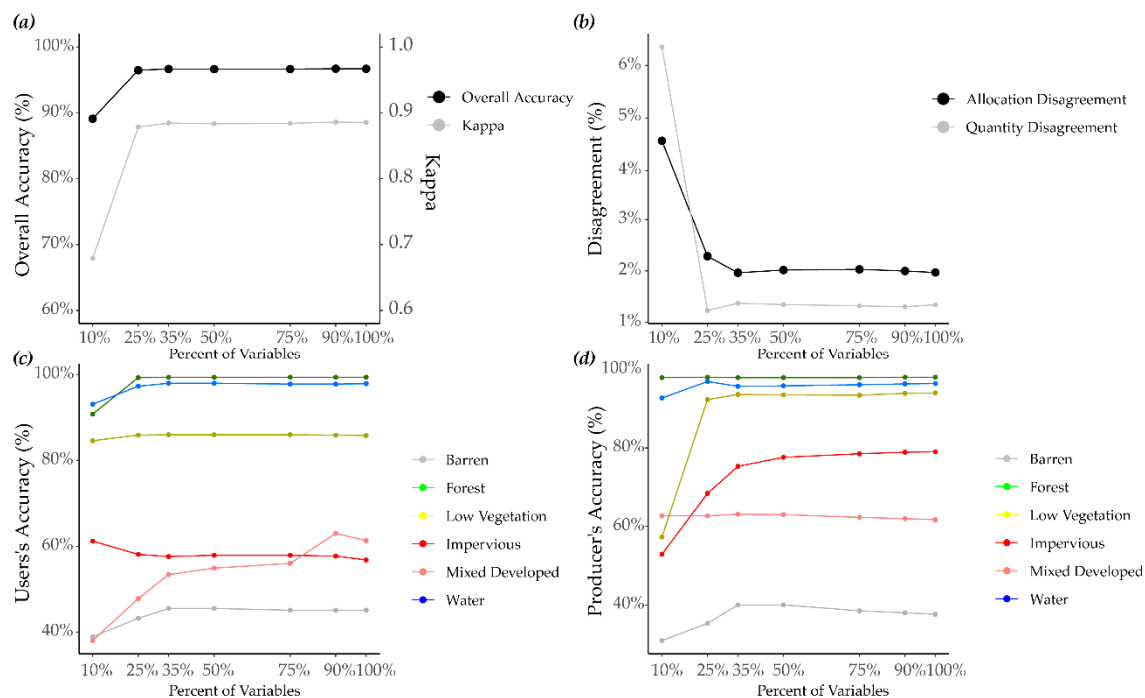 (a)
100%
90%
80%
70%
60%
Overall Accuracy (%)
1.0
0.9
0.8
0.7
0.6
Kappa
Overall Accuracy
Kappa
10% 25% 35% 50% 75% 90% 100%
Percent of Variables
(b)
6%
5%
4%
3%
2%
1%
Disagreement (%)
Allocation Disagreement
Quantity Disagreement
10% 25% 35% 50% 75% 90% 100%
Percent of Variables
(c)
100%
80%
60%
40%
Users's Accuracy (%)
Barren
Forest
Low Vegetation
Impervious
Mixed Developed
Water
10% 25% 35% 50% 75% 90% 100%
Percent of Variables
(d)
100%
80%
60%
40%
Producer's Accuracy (%)
Barren
Forest
Low Vegetation
Impervious
Mixed Developed
Water
10% 25% 35% 50% 75% 90% 100%
Percent of Variables